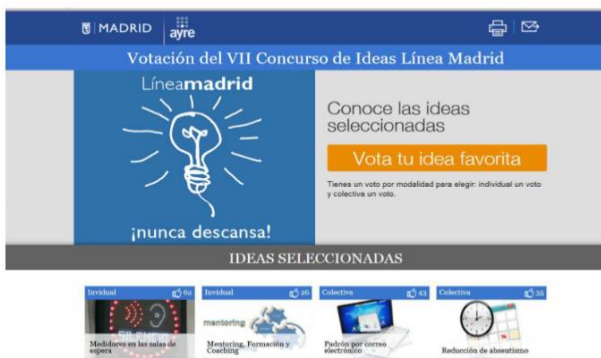 MADRID ayre
Votación del VII Concurso de Ideas Línea Madrid
Líneamadrid
¡nunca descansa!
Conoce las ideas
seleccionadas
Vota tu idea favorita
Tienes un voto por modalidad para elegir: individual un voto
y colectiva un voto.
IDEAS SELECCIONADAS
Invidual 62
Medidores en las salas de
espera
Invidual 26
mentoring
Mentoring, Formación y
Coaching
Colectiva 43
Padrón por correo
electrónico
Colectiva 35
Reducción de absentismo